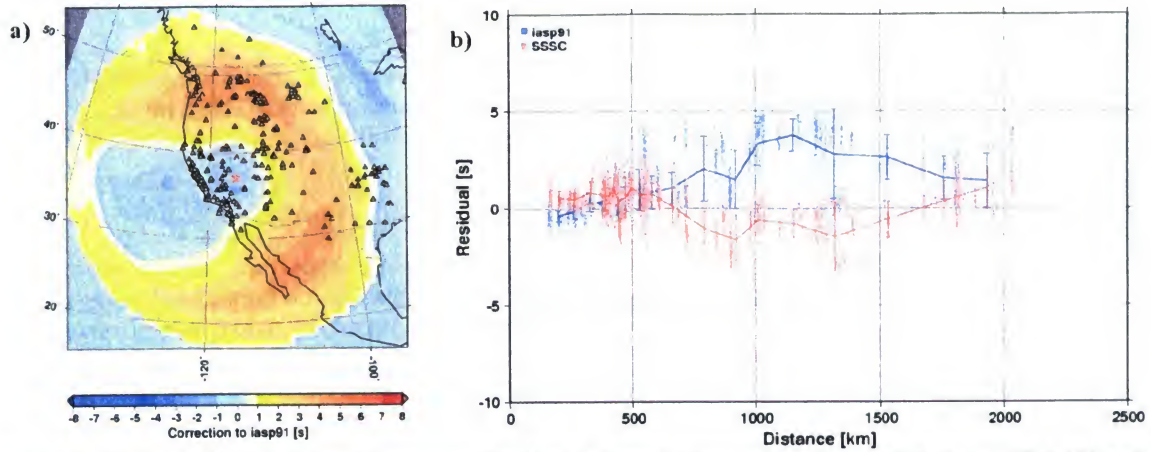 a)
50
40
30
20
-120
-100
-8 -7 -6 -5 -4 -3 -2 -1 0 1 2 3 4 5 6 7 8
Correction to iasp91 [s]
b)
iasp91
SSSC
10
5
0
-5
-10
Residual [s]
0 500 1000 1500 2000 2500
Distance [km]